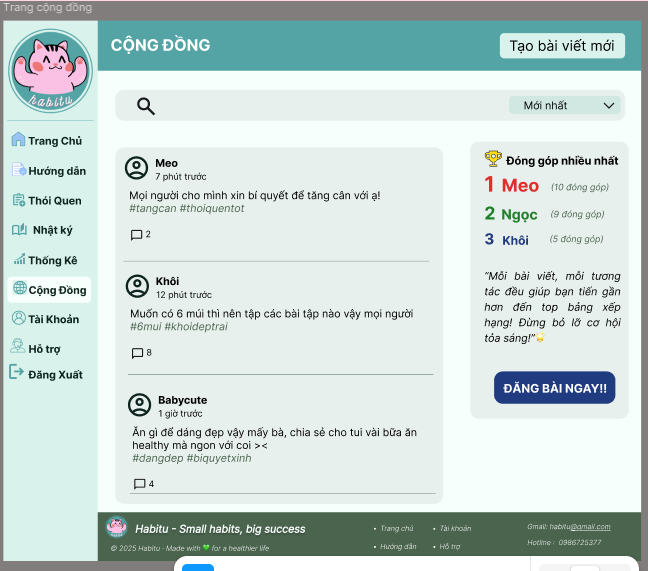 Trang cộng đồng
CỘNG ĐỒNG
Tạo bài viết mới
habitu
Mới nhất
Trang Chủ
Hướng dẫn
Thói Quen
Nhật ký
Thống Kê
Cộng Đồng
Tài Khoản
Hỗ trợ
Đăng Xuất
Meo
7 phút trước
Mọi người cho mình xin bí quyết để tăng cân với ạ!
#tangcan #thoiquentot
2
Khôi
12 phút trước
Muốn có 6 múi thì nên tập các bài tập nào vậy mọi người
#6mui #khoideptrai
8
Babycute
1 giờ trước
Ăn gì để dáng đẹp vậy mấy bà, chia sẻ cho tui vài bữa ăn
healthy mà ngon với coi ><
#dangdep #biquyetxinh
4
Đóng góp nhiều nhất
1 Meo (10 đóng góp)
2 Ngọc (9 đóng góp)
3 Khôi (5 đóng góp)
“Mỗi bài viết, mỗi tương
tác đều giúp bạn tiến gần
hơn đến top bảng xếp
hạng! Đừng bỏ lỡ cơ hội
tỏa sáng!”💫
ĐĂNG BÀI NGAY!!
habitu
Habitu - Small habits, big success
© 2025 Habitu · Made with 💚 for a healthier life
• Trang chủ
• Tài khoản
• Hướng dẫn
• Hỗ trợ
Gmail: habitu@gmail.com
Hotline : 0986725377